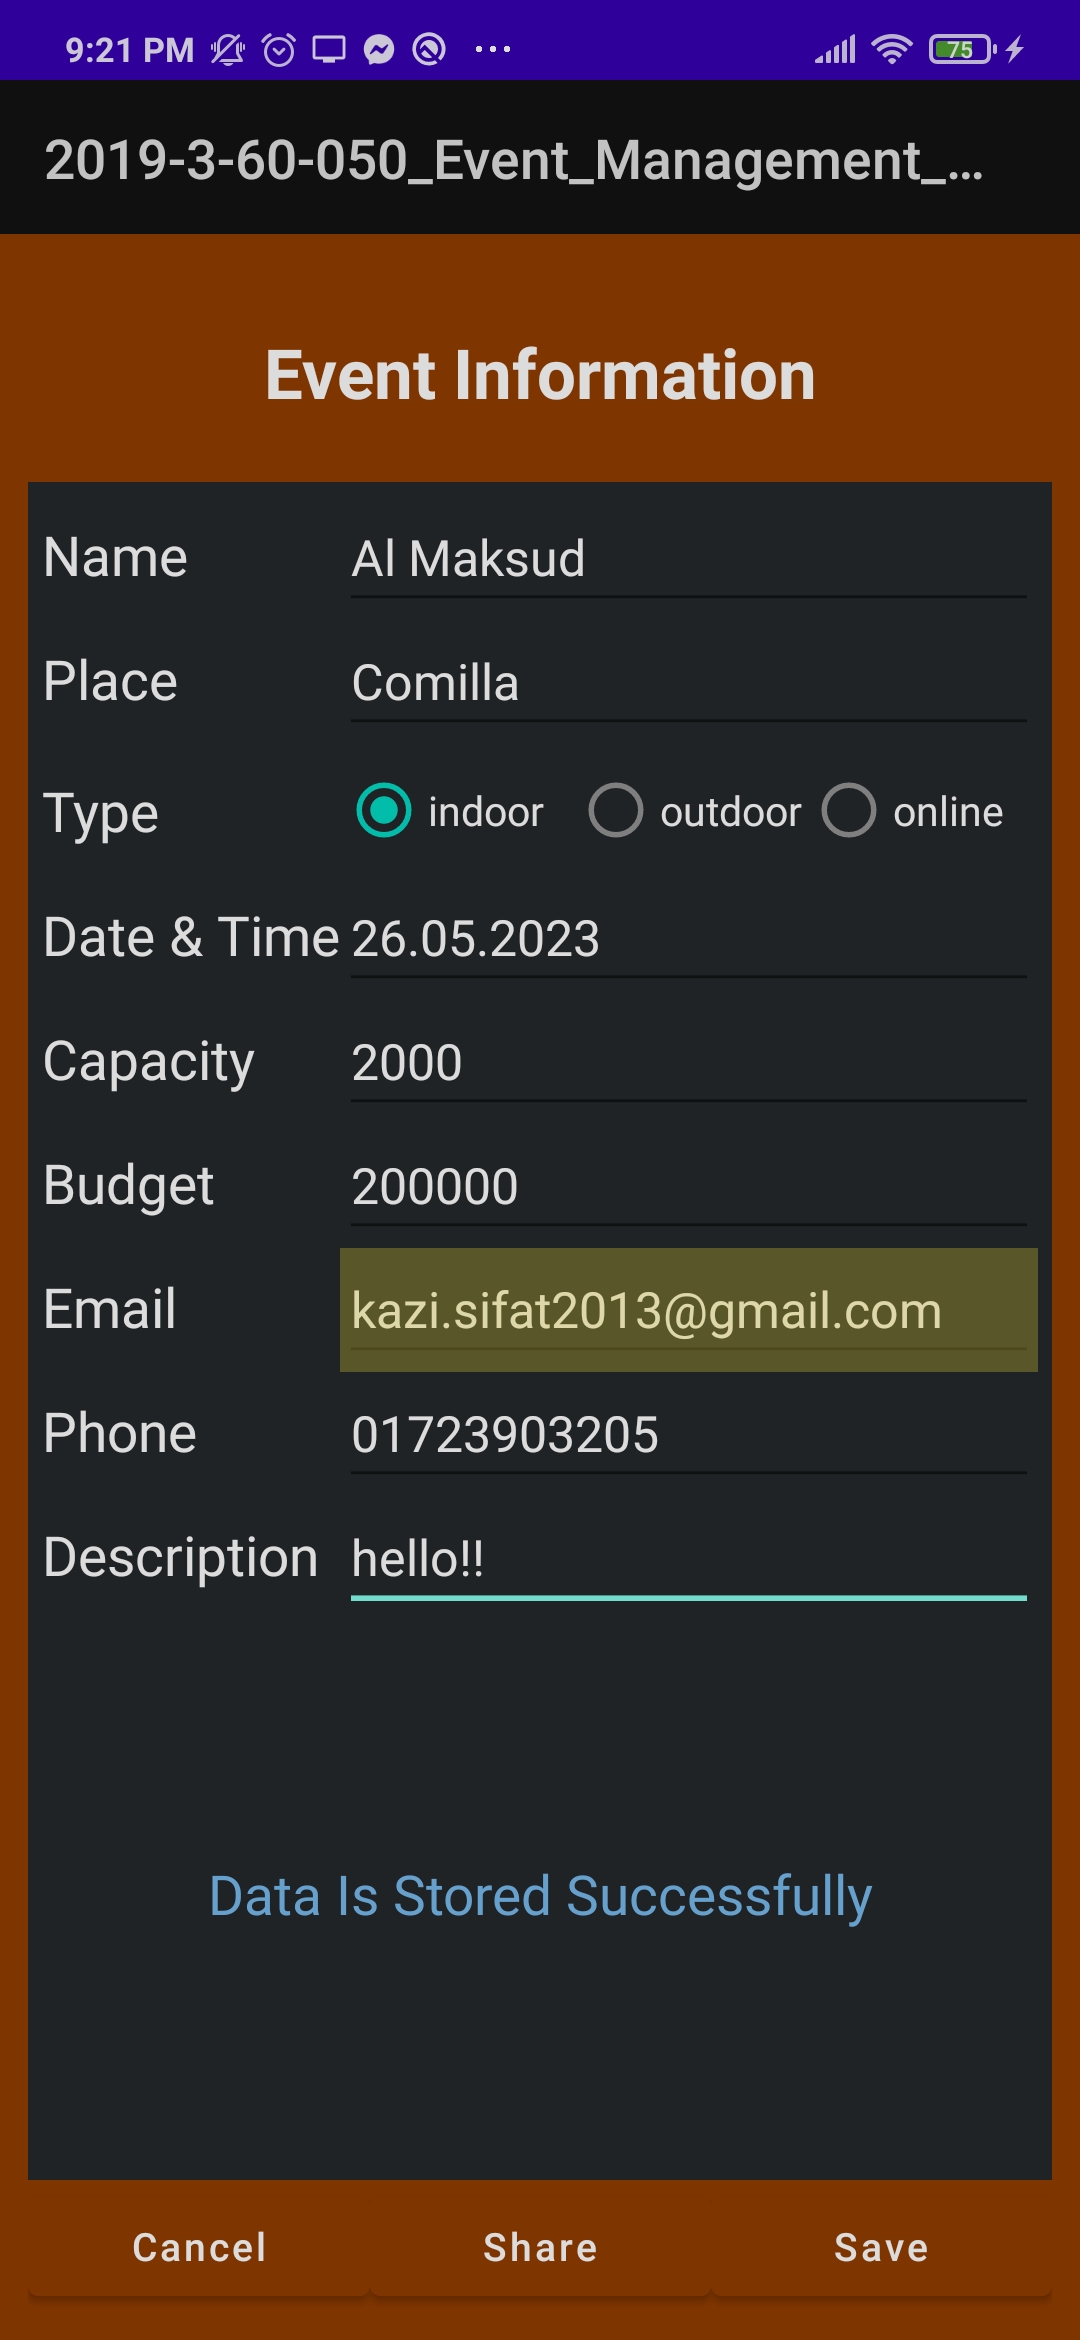 9:21 PM 75
2019-3-60-050_Event_Management_...
Event Information
Name Al Maksud
Place Comilla
Type indoor outdoor online
Date & Time 26.05.2023
Capacity 2000
Budget 200000
Email kazi.sifat2013@gmail.com
Phone 01723903205
Description hello!!
Data Is Stored Successfully
Cancel Share Save